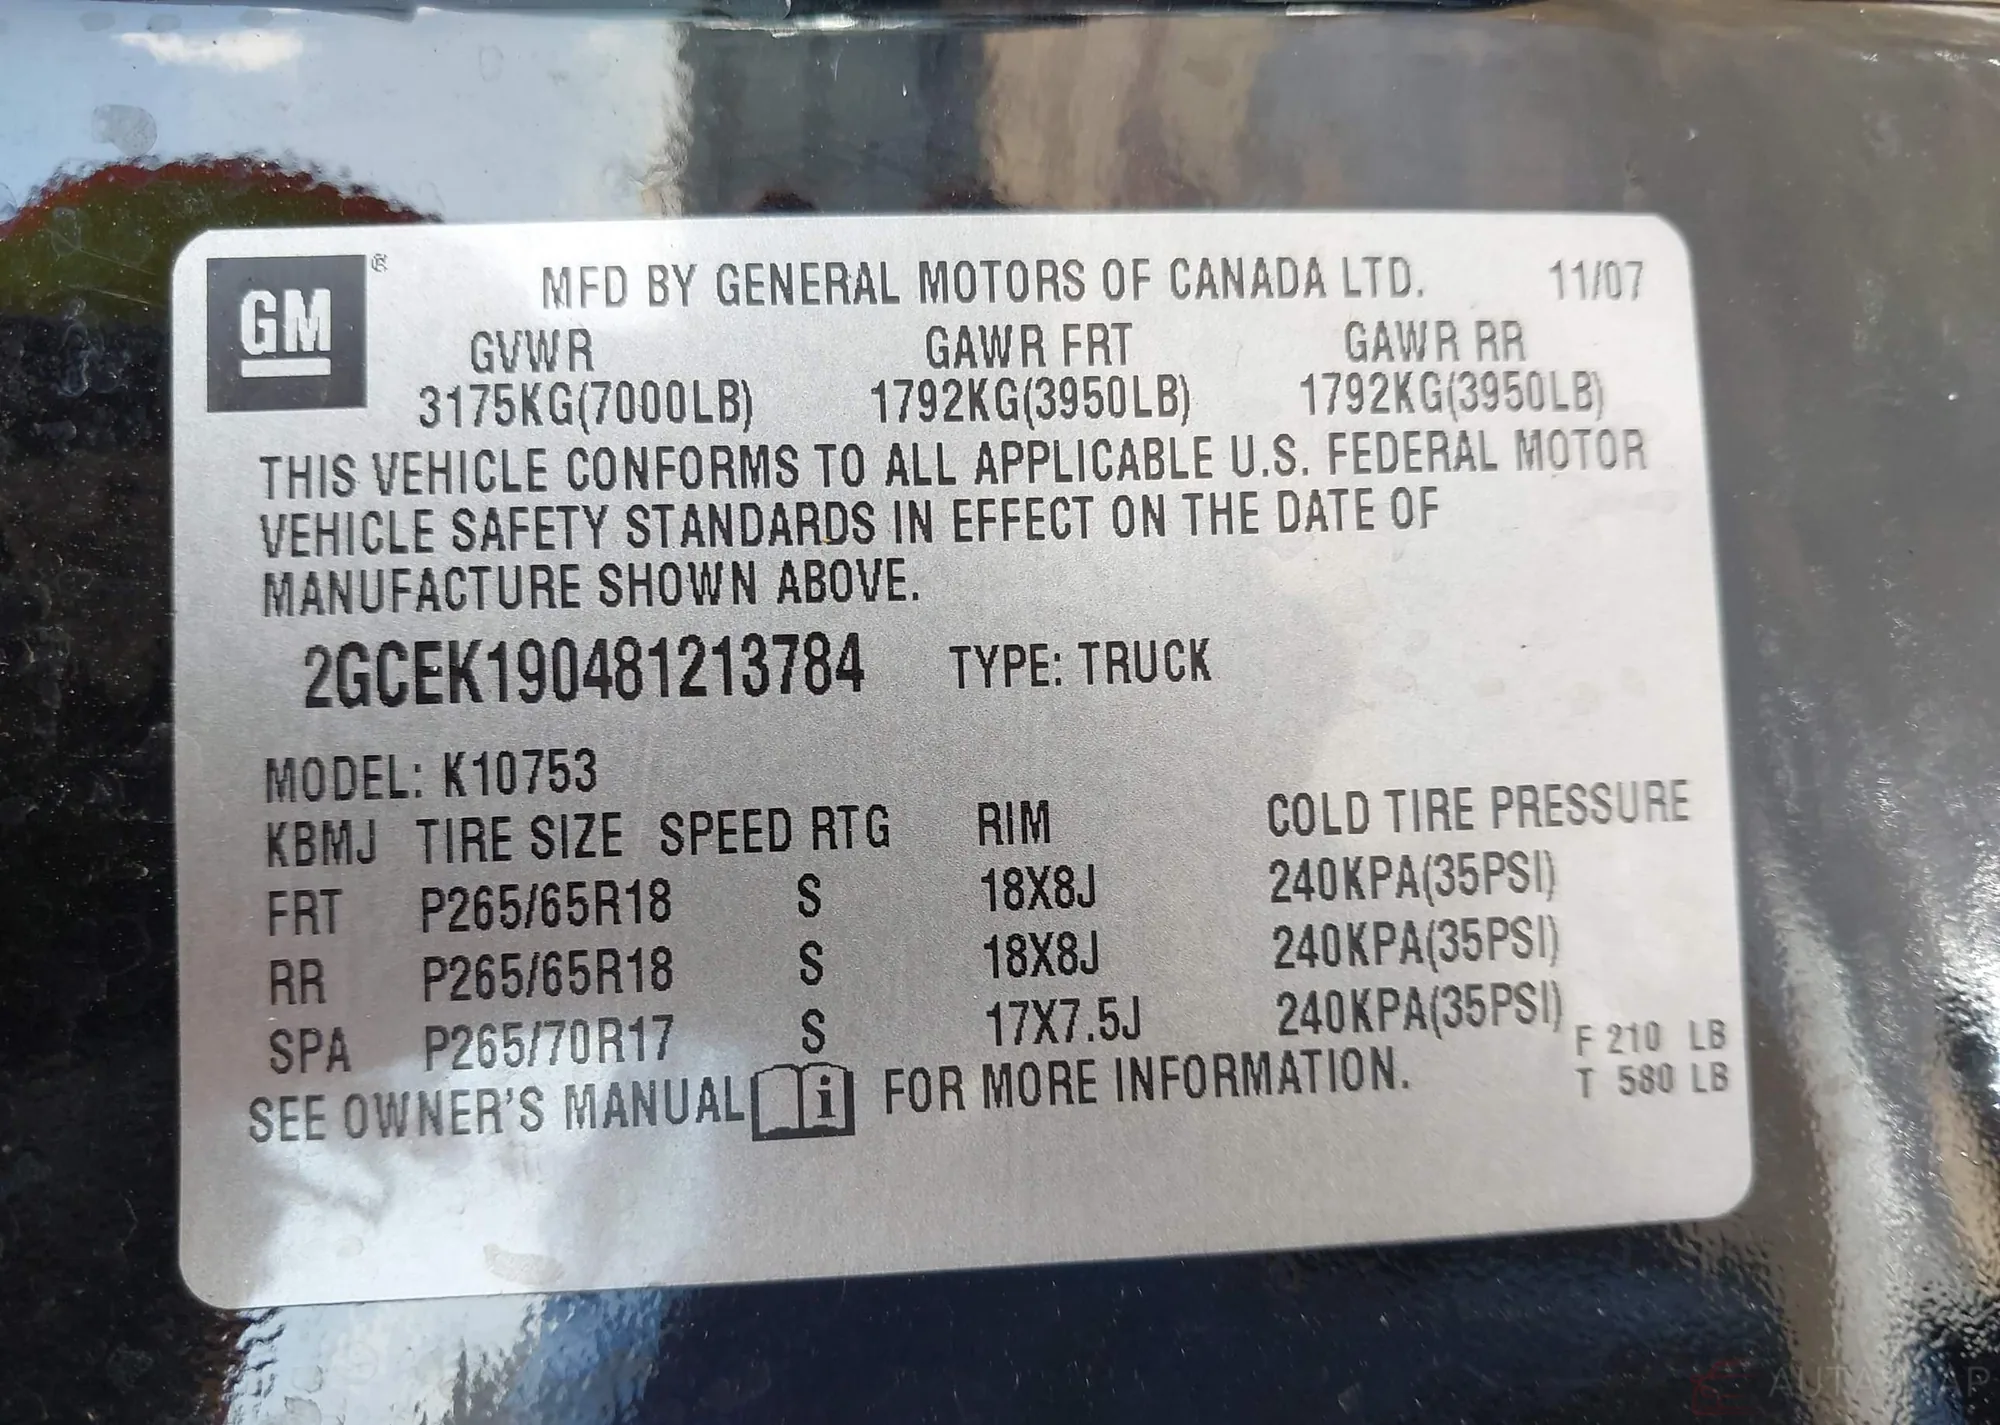 GM ®
MFD BY GENERAL MOTORS OF CANADA LTD. 11/07
GVWR GAWR FRT GAWR RR
3175KG(7000LB) 1792KG(3950LB) 1792KG(3950LB)
THIS VEHICLE CONFORMS TO ALL APPLICABLE U.S. FEDERAL MOTOR
VEHICLE SAFETY STANDARDS IN EFFECT ON THE DATE OF
MANUFACTURE SHOWN ABOVE.
2GCEK190481213784 TYPE: TRUCK
MODEL: K10753
KBMJ TIRE SIZE SPEED RTG RIM COLD TIRE PRESSURE
FRT P265/65R18 S 18X8J 240KPA(35PSI)
RR P265/65R18 S 18X8J 240KPA(35PSI)
SPA P265/70R17 S 17X7.5J 240KPA(35PSI)
F 210 LB
T 580 LB
SEE OWNER'S MANUAL i FOR MORE INFORMATION.